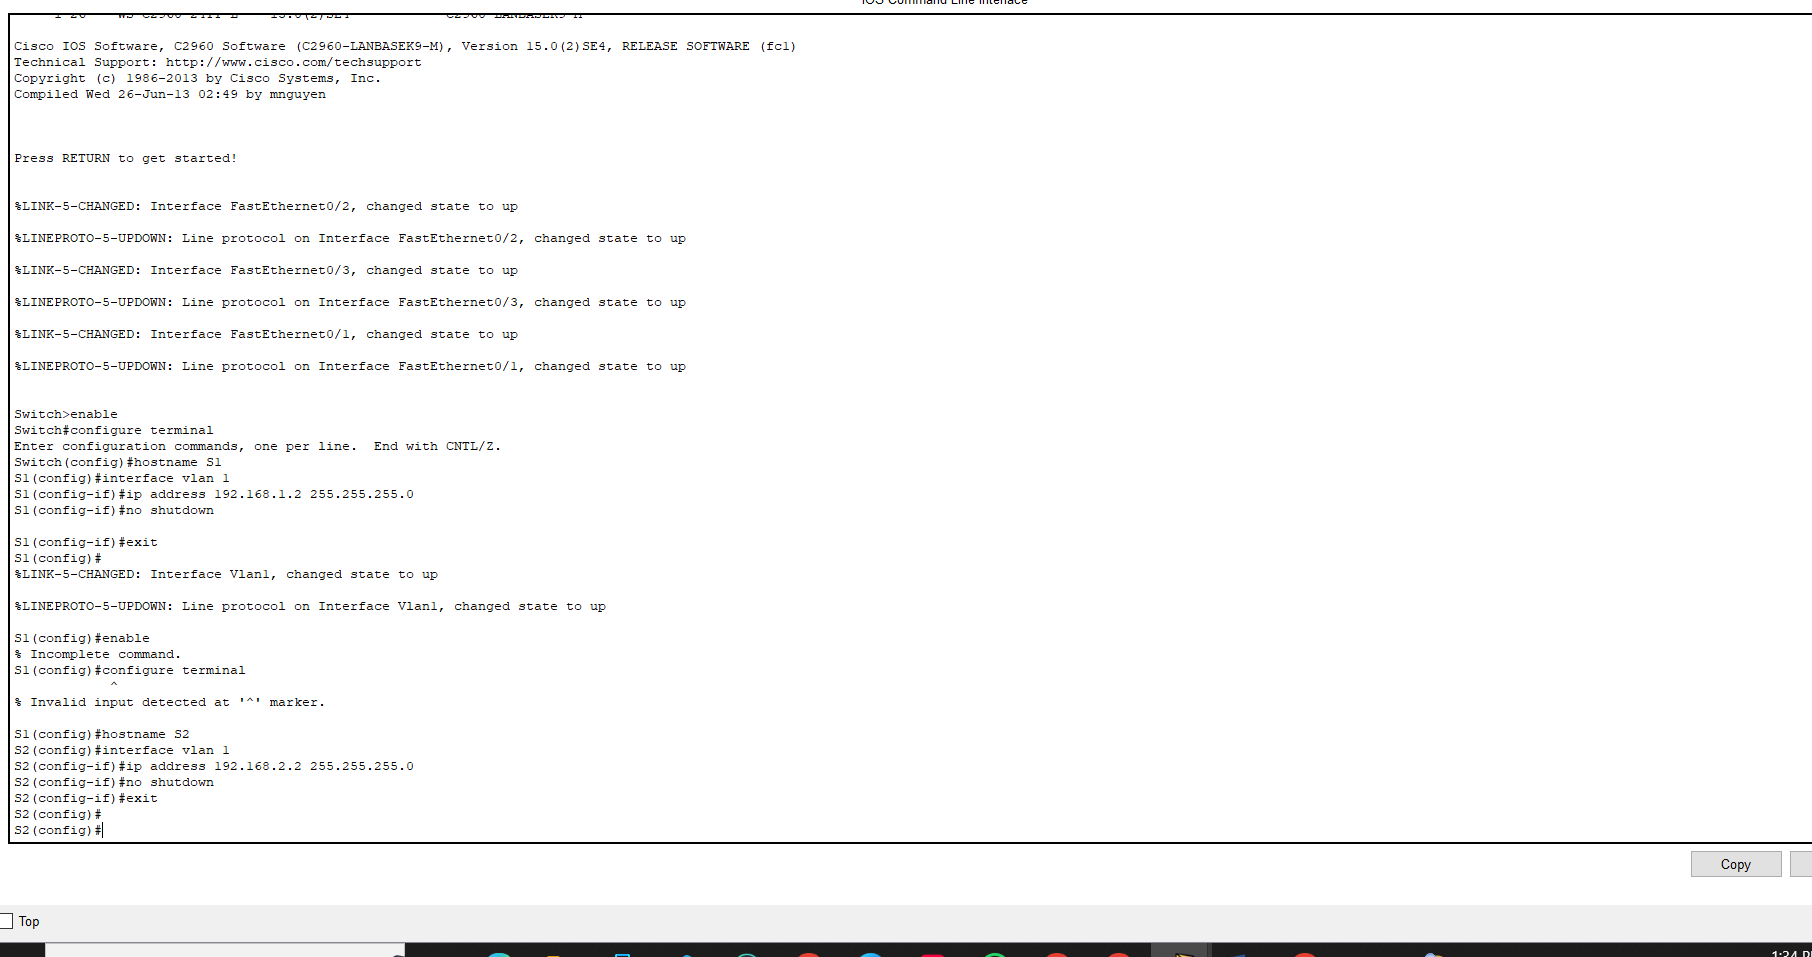 IOS Command Line Interface
Cisco IOS Software, C2960 Software (C2960-LANBASEK9-M), Version 15.0(2)SE4, RELEASE SOFTWARE (fc1)
Technical Support: http://www.cisco.com/techsupport
Copyright (c) 1986-2013 by Cisco Systems, Inc.
Compiled Wed 26-Jun-13 02:49 by mnguyen
Press RETURN to get started!
%LINK-5-CHANGED: Interface FastEthernet0/2, changed state to up
%LINEPROTO-5-UPDOWN: Line protocol on Interface FastEthernet0/2, changed state to up
%LINK-5-CHANGED: Interface FastEthernet0/3, changed state to up
%LINEPROTO-5-UPDOWN: Line protocol on Interface FastEthernet0/3, changed state to up
%LINK-5-CHANGED: Interface FastEthernet0/1, changed state to up
%LINEPROTO-5-UPDOWN: Line protocol on Interface FastEthernet0/1, changed state to up
Switch>enable
Switch#configure terminal
Enter configuration commands, one per line.  End with CNTL/Z.
Switch(config)#hostname S1
S1(config)#interface vlan 1
S1(config-if)#ip address 192.168.1.2 255.255.255.0
S1(config-if)#no shutdown
S1(config-if)#exit
S1(config)#
%LINK-5-CHANGED: Interface Vlan1, changed state to up
%LINEPROTO-5-UPDOWN: Line protocol on Interface Vlan1, changed state to up
S1(config)#enable
% Incomplete command.
S1(config)#configure terminal
^
% Invalid input detected at '^' marker.
S1(config)#hostname S2
S2(config)#interface vlan 1
S2(config-if)#ip address 192.168.2.2 255.255.255.0
S2(config-if)#no shutdown
S2(config-if)#exit
S2(config)#
S2(config)#
Copy
Top